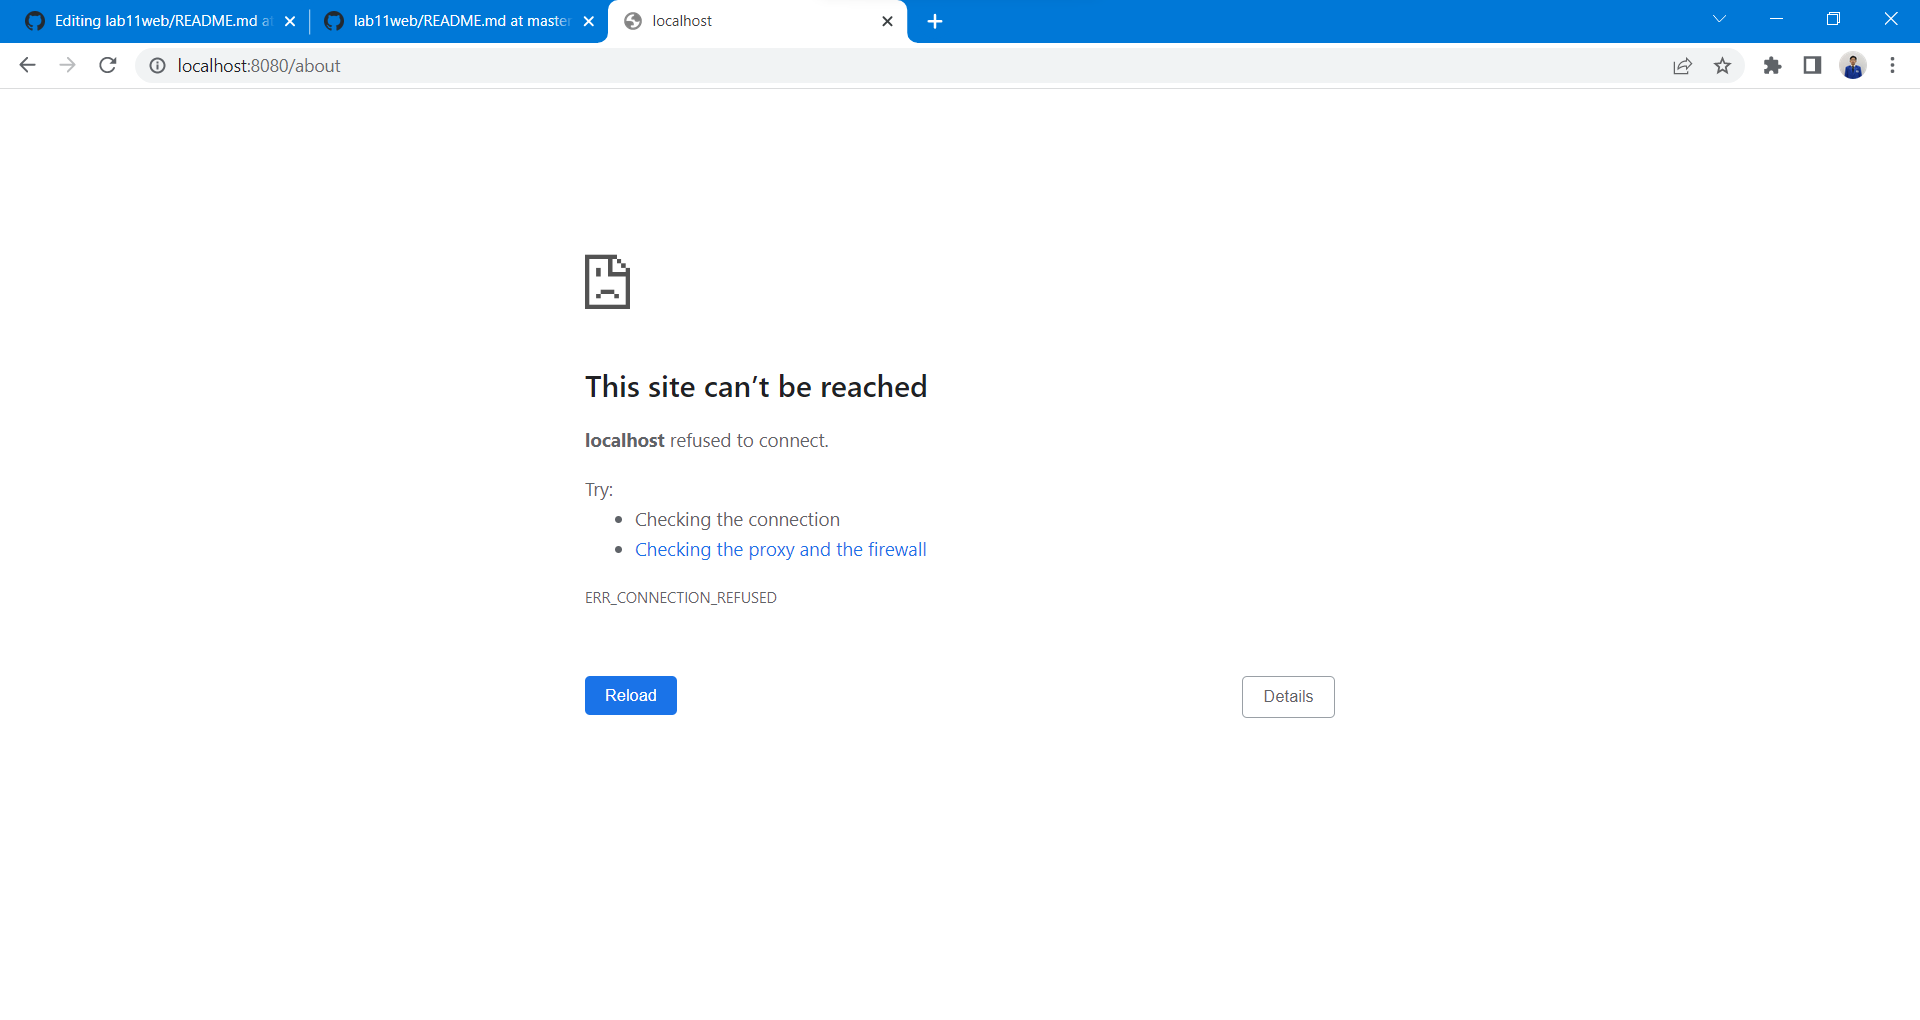 Editing lab11web/README.md at
lab11web/README.md at master
localhost
localhost:8080/about
This site can’t be reached
localhost refused to connect.
Try:
Checking the connection
Checking the proxy and the firewall
ERR_CONNECTION_REFUSED
Reload
Details